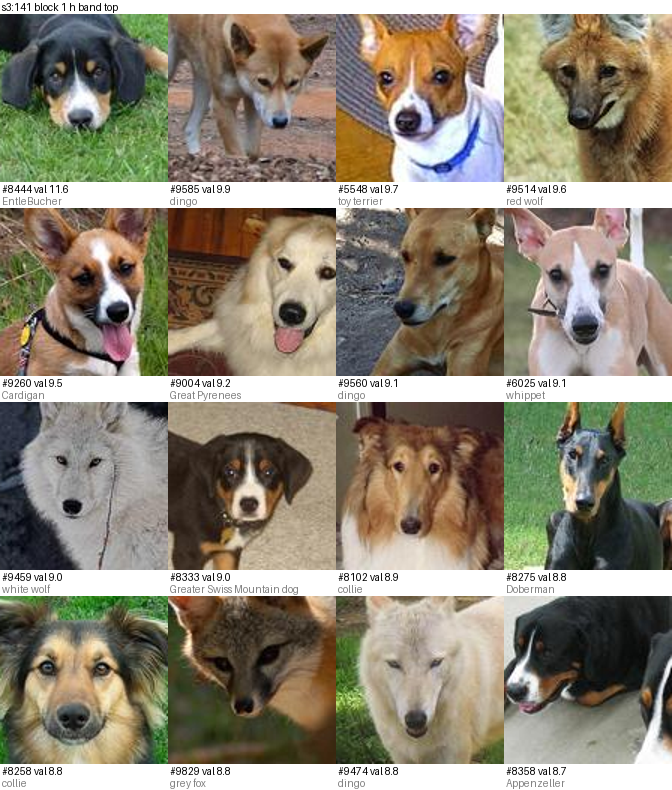 s3:141 block 1 h band top
#8444 val 11.6
EntleBucher
#9585 val 9.9
dingo
#5548 val 9.7
toy terrier
#9514 val 9.6
red wolf
#9260 val 9.5
Cardigan
#9004 val 9.2
Great Pyrenees
#9560 val 9.1
dingo
#6025 val 9.1
whippet
#9459 val 9.0
white wolf
#8333 val 9.0
Greater Swiss Mountain dog
#8102 val 8.9
collie
#8275 val 8.8
Doberman
#8258 val 8.8
collie
#9829 val 8.8
grey fox
#9474 val 8.8
dingo
#8358 val 8.7
Appenzeller